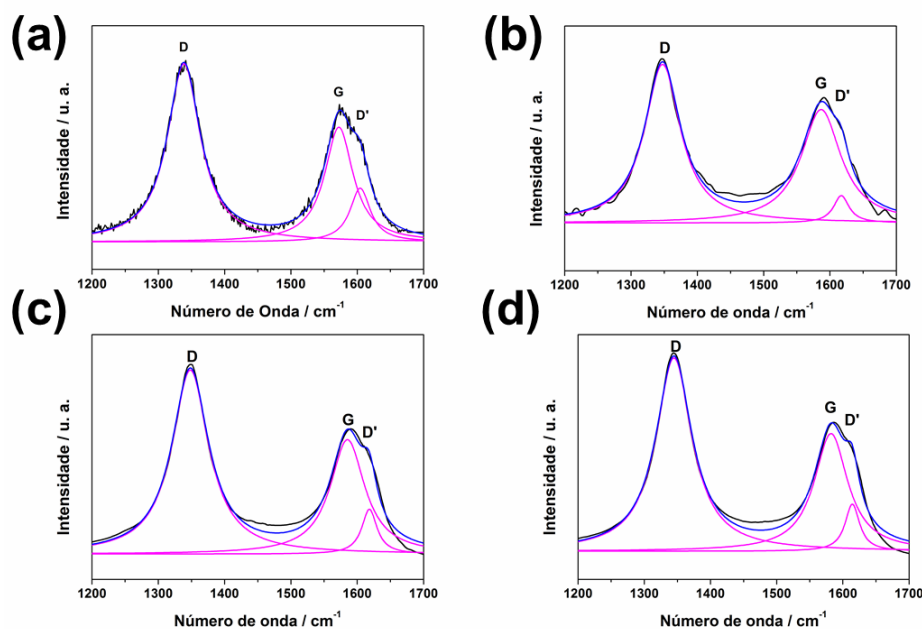 (a)
D
G
D'
Intensidade / u. a.
1200 1300 1400 1500 1600 1700
Número de Onda / cm⁻¹
(b)
D
G
D'
Intensidade / u. a.
1200 1300 1400 1500 1600 1700
Número de onda / cm⁻¹
(c)
D
G
D'
Intensidade / u. a.
1200 1300 1400 1500 1600 1700
Número de onda / cm⁻¹
(d)
D
G
D'
Intensidade / u. a.
1200 1300 1400 1500 1600 1700
Número de onda / cm⁻¹